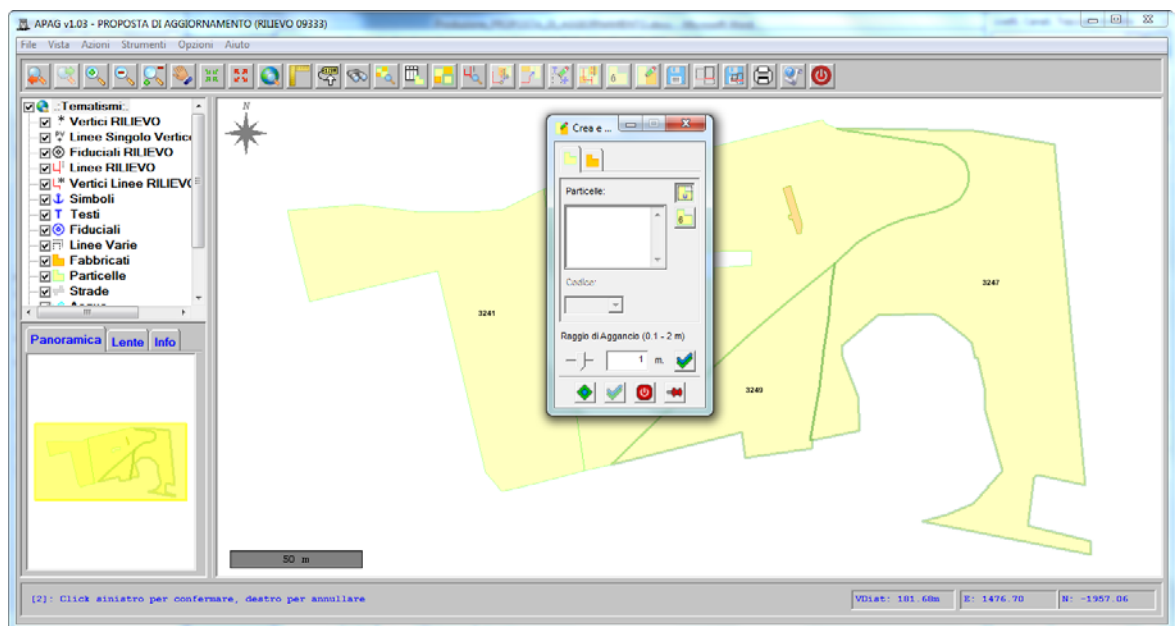 APAG v1.03 - PROPOSTA DI AGGIORNAMENTO (RILIEVO 09333)
File Vista Azioni Strumenti Opzioni Aiuto
.:Tematismi:.
Vertici RILIEVO
Linee Singolo Vertic
Fiduciali RILIEVO
Linee RILIEVO
Vertici Linee RILIEV
Simboli
Testi
Fiduciali
Linee Varie
Fabbricati
Particelle
Strade
Panoramica Lente Info
N
Crea e ...
Particelle:
6
Codice:
Raggio di Aggancio (0.1 - 2 m)
1 m.
3241
3249
3247
50 m
[2]: Click sinistro per confermare, destro per annullare
VDist: 181.68m E: 1476.70 N: -1957.06